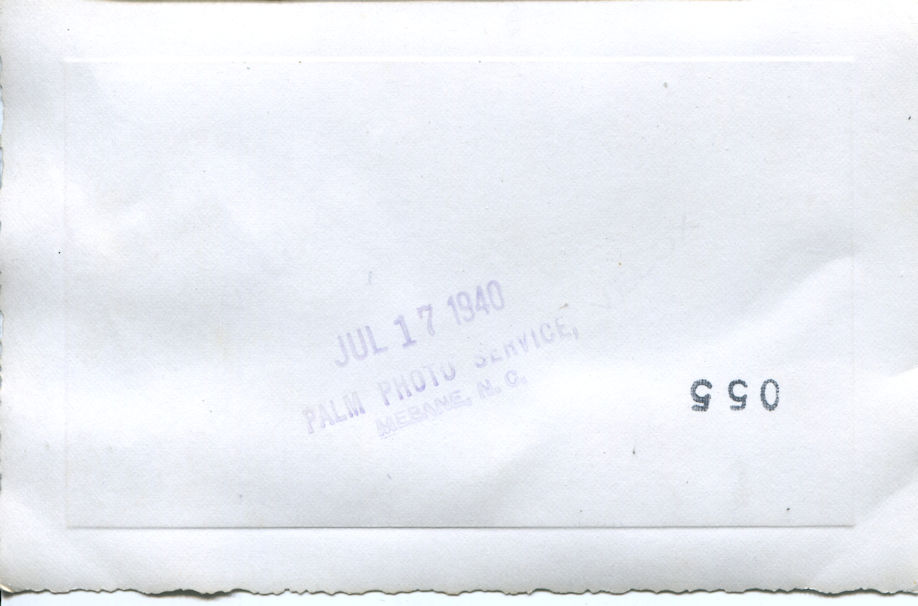 JUL 17 1940
PALM PHOTO SERVICE,
MEBANE, N. C.
055